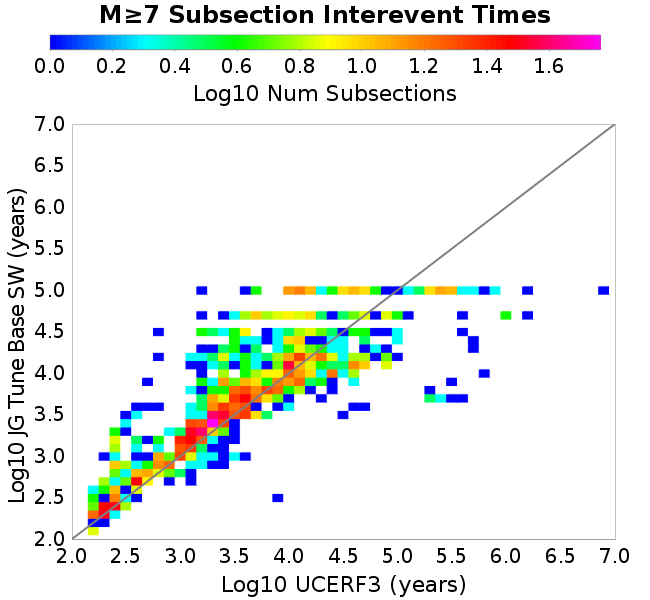 M≥7 Subsection Interevent Times
0.0 0.2 0.4 0.6 0.8 1.0 1.2 1.4 1.6
Log10 Num Subsections
7.0
6.5
6.0
5.5
5.0
4.5
4.0
3.5
3.0
2.5
2.0
Log10 JG Tune Base SW (years)
2.0 2.5 3.0 3.5 4.0 4.5 5.0 5.5 6.0 6.5 7.0
Log10 UCERF3 (years)